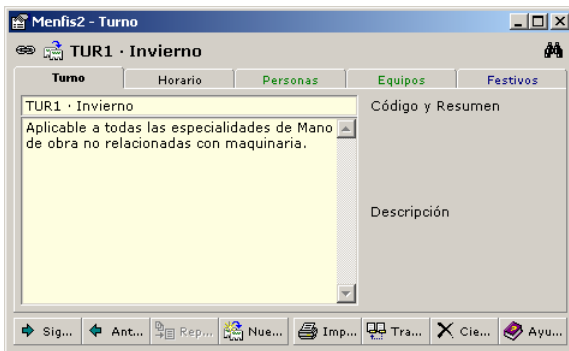 Menfis2 - Turno
TUR1 · Invierno
Turno Horario Personas Equipos Festivos
TUR1 · Invierno Código y Resumen
Aplicable a todas las especialidades de Mano
de obra no relacionadas con maquinaria.
Descripción
Sig... Ant... Rep... Nue... Imp... Tra... Cie... Ayu...